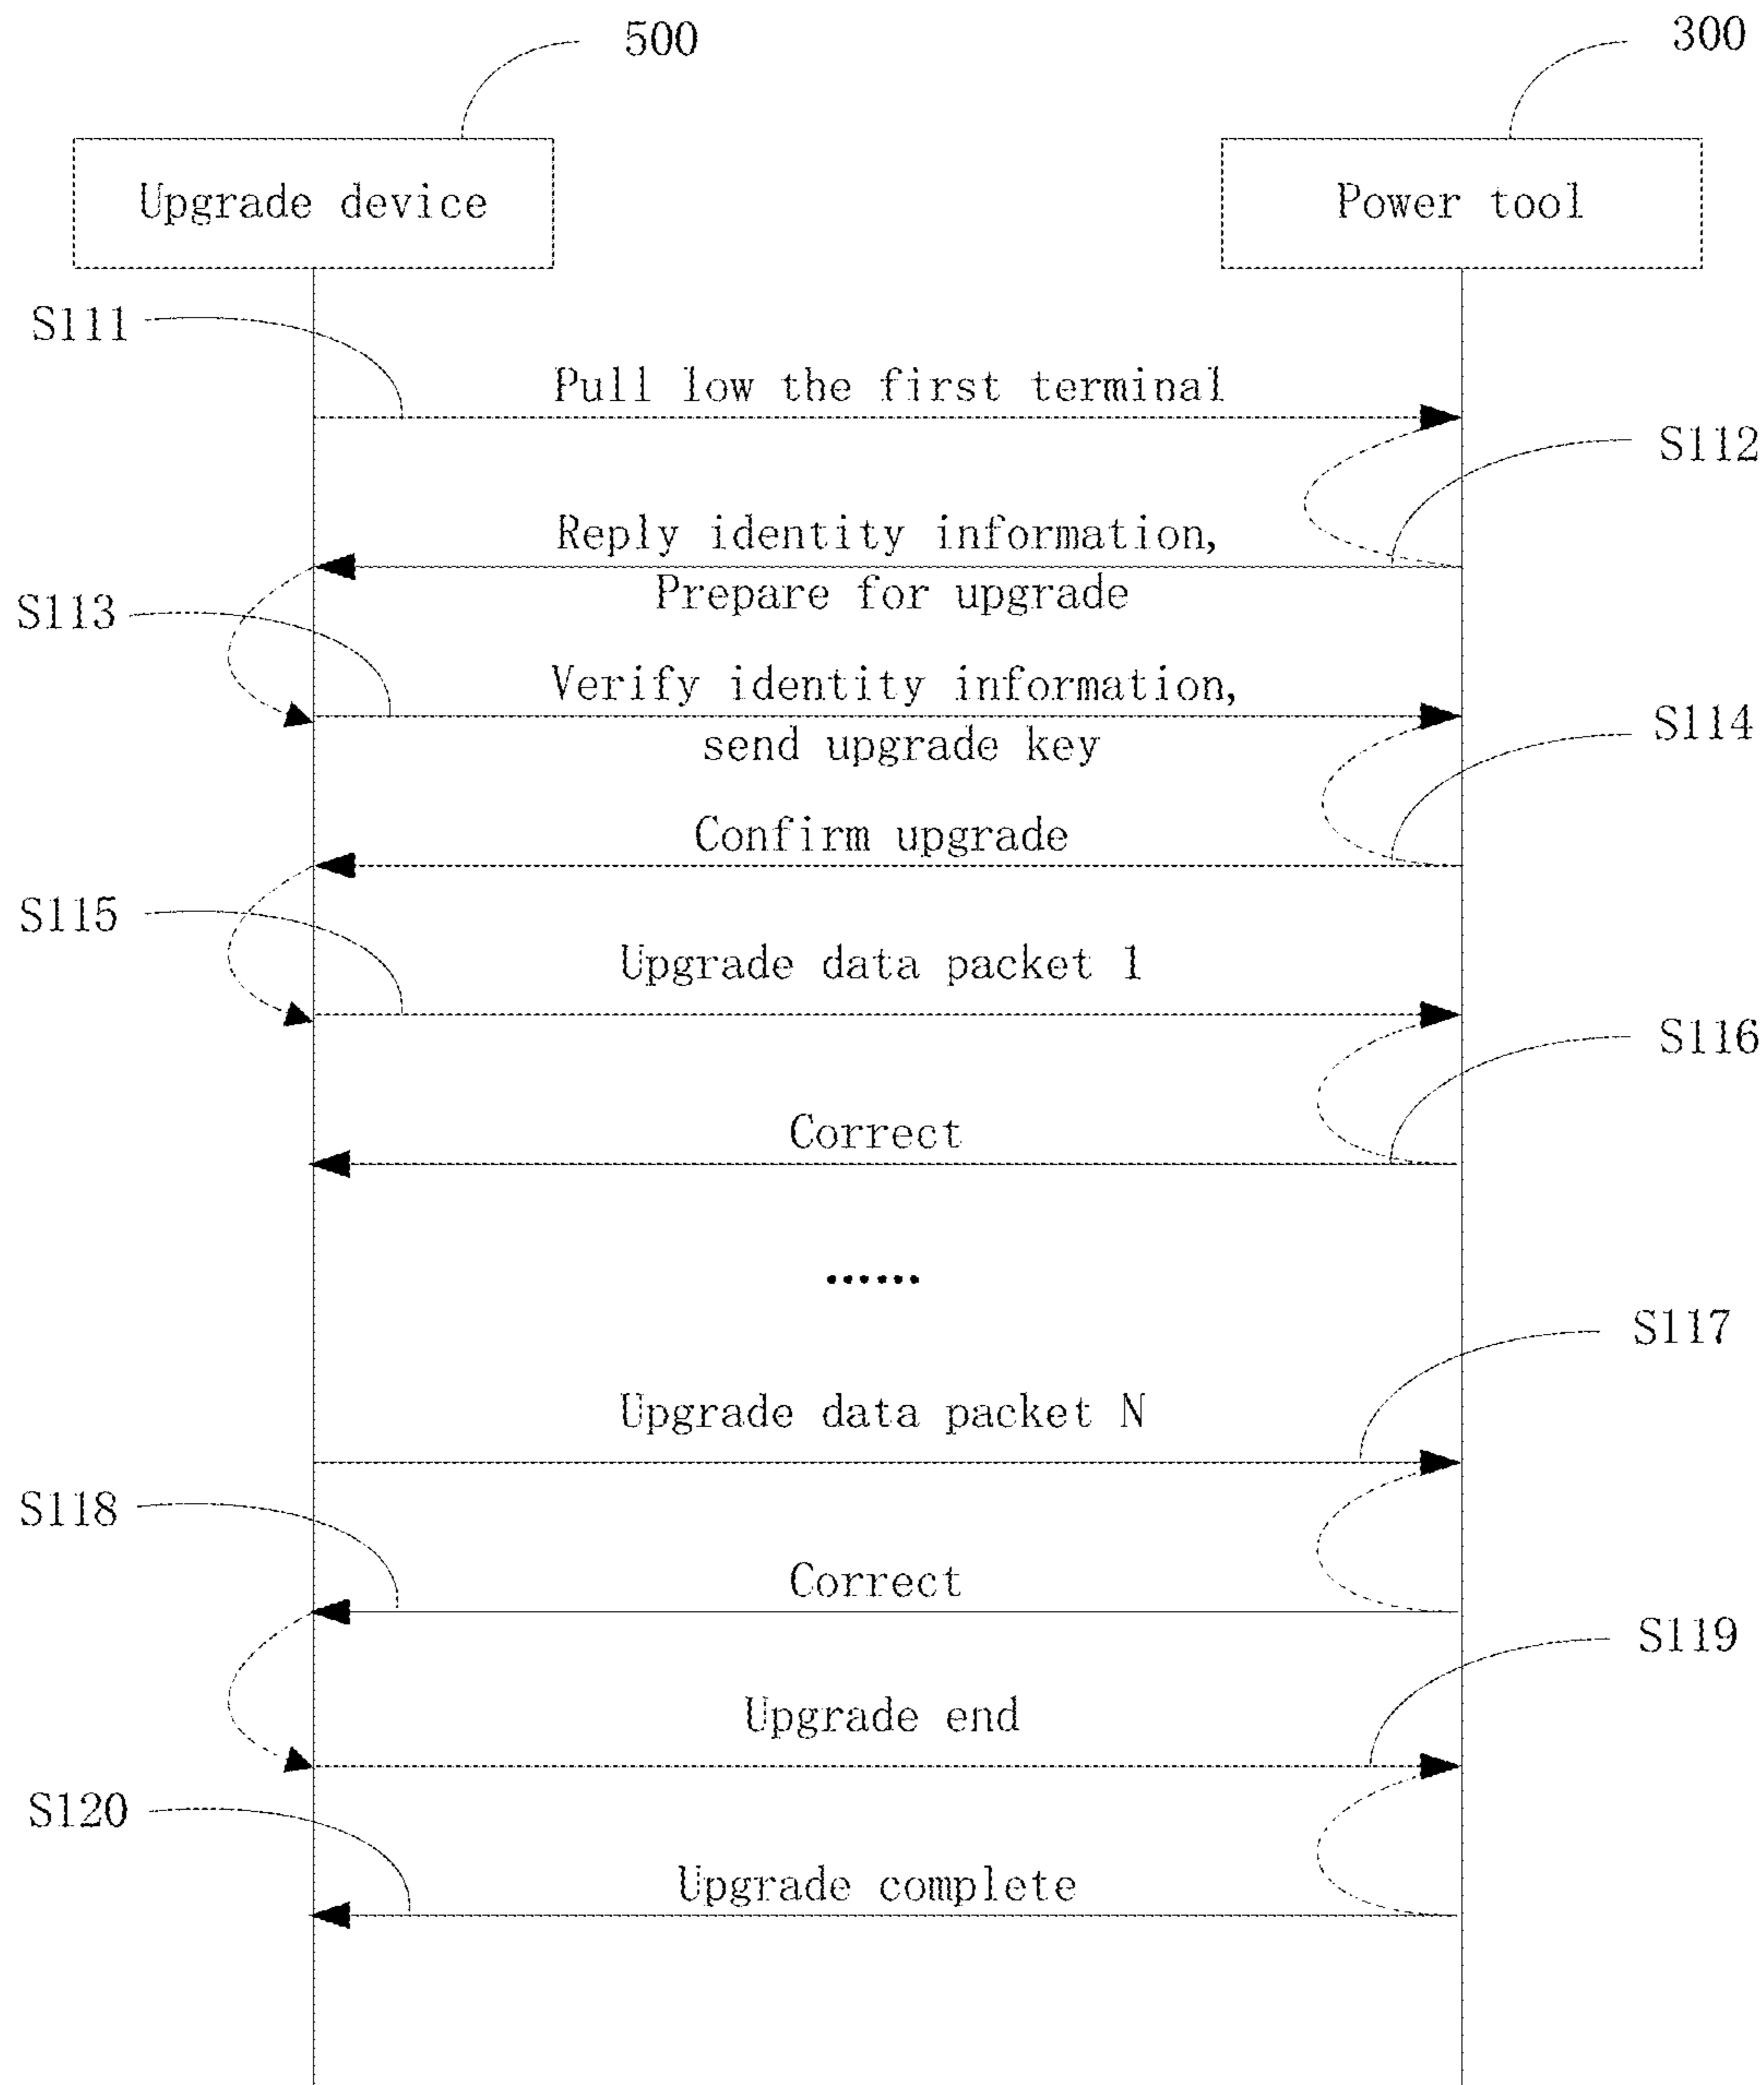 500
300
Upgrade device
Power tool
S111
Pull low the first terminal
S112
Reply identity information,
Prepare for upgrade
S113
Verify identity information,
send upgrade key
S114
Confirm upgrade
S115
Upgrade data packet 1
S116
Correct
......
S117
Upgrade data packet N
S118
Correct
S119
Upgrade end
S120
Upgrade complete